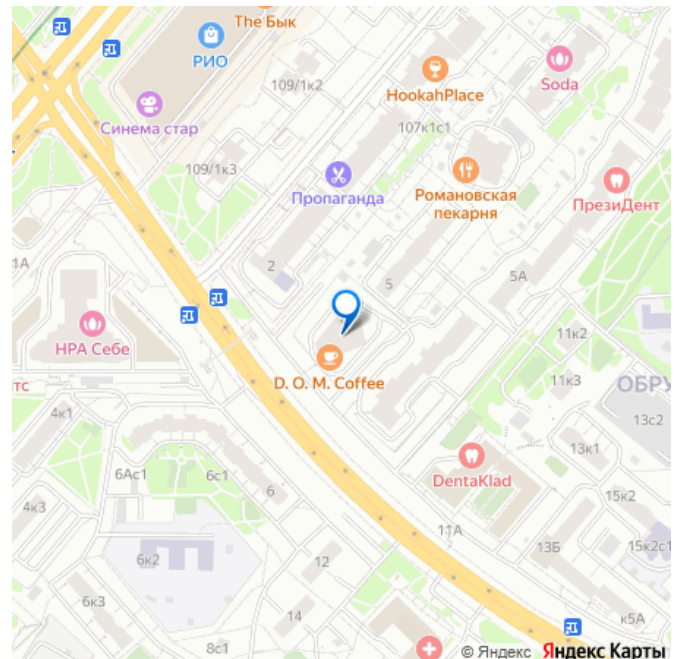 The Бык
РИО
109/1к2
HookahPlace
Soda
Синема стар
107к1с1
109/1к3
Пропаганда
Романовская
пекарня
ПрезиДент
1А
2
5
5А
НРА Себе
11к2
D. O. M. Coffee
тс
11к3
ОБРУ
4к1
13с2
13к1
6Ас1
6с1
6
DentaKlad
15к2
4к3
11А
6к2
12
13Б
15к2с1
6к3
14
к5А
8с1
© Яндекс Яндекс Карты